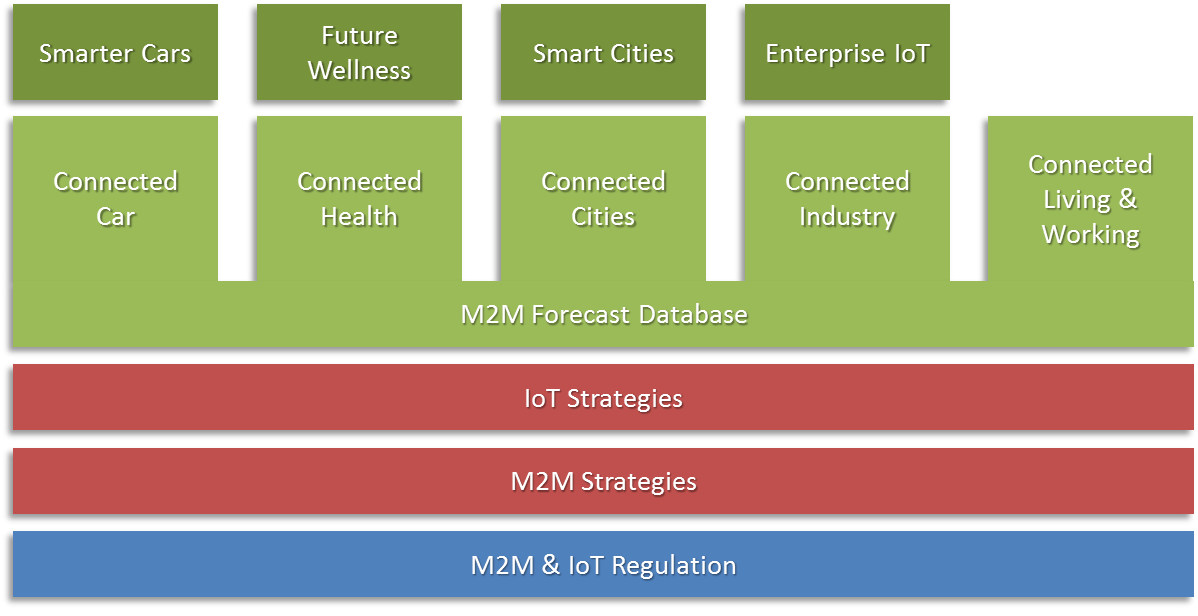 Smarter Cars
Future
Wellness
Smart Cities
Enterprise IoT
Connected
Car
Connected
Health
Connected
Cities
Connected
Industry
Connected
Living &
Working
M2M Forecast Database
IoT Strategies
M2M Strategies
M2M & IoT Regulation